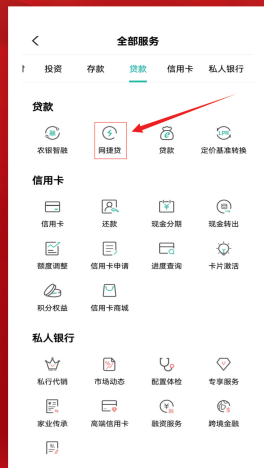 全部服务
投资 存款 贷款 信用卡 私人银行
贷款
农银智融 网捷贷 贷款 定价基准转换
LPR
信用卡
信用卡 还款 现金分期 现金转出
额度调整 信用卡申请 进度查询 卡片激活
积分权益 信用卡商城
私人银行
私行代销 市场动态 配置体检 专享服务
家业传承 高端信用卡 融资服务 跨境金融